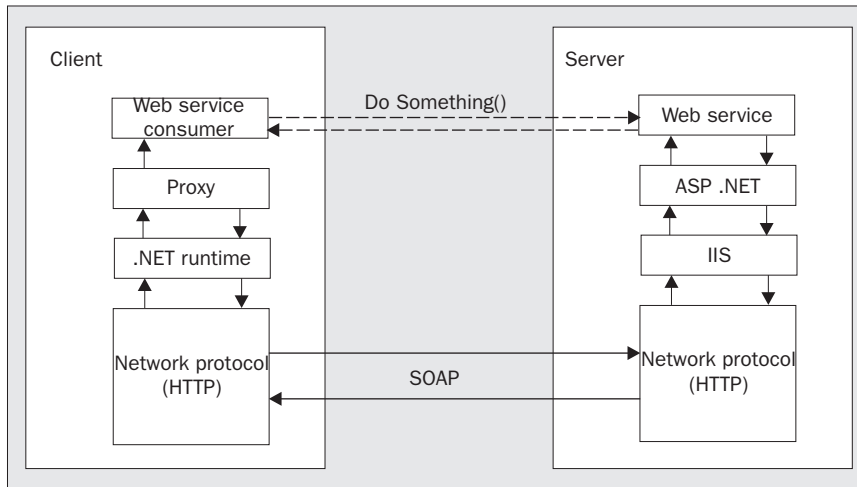 Client
Server
Web service
consumer
Do Something()
Web service
Proxy
ASP .NET
.NET runtime
IIS
Network protocol
(HTTP)
SOAP
Network protocol
(HTTP)